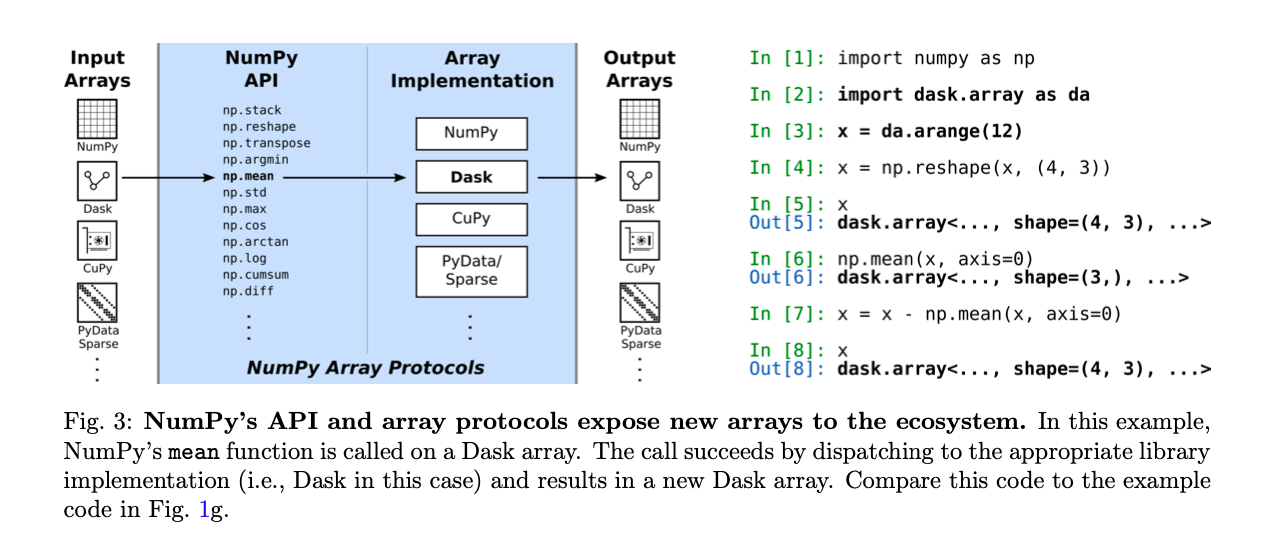 Input
Arrays
NumPy
Dask
CuPy
PyData
Sparse
NumPy
API
np.stack
np.reshape
np.transpose
np.argmin
np.mean
np.std
np.max
np.cos
np.arctan
np.log
np.cumsum
np.diff
Array
Implementation
NumPy
Dask
CuPy
PyData/
Sparse
NumPy Array Protocols
Output
Arrays
NumPy
Dask
CuPy
PyData
Sparse
In [1]: import numpy as np
In [2]: import dask.array as da
In [3]: x = da.arange(12)
In [4]: x = np.reshape(x, (4, 3))
In [5]: x
Out[5]: dask.array<..., shape=(4, 3), ...>
In [6]: np.mean(x, axis=0)
Out[6]: dask.array<..., shape=(3,), ...>
In [7]: x = x - np.mean(x, axis=0)
In [8]: x
Out[8]: dask.array<..., shape=(4, 3), ...>
Fig. 3: NumPy's API and array protocols expose new arrays to the ecosystem. In this example,
NumPy's mean function is called on a Dask array. The call succeeds by dispatching to the appropriate library
implementation (i.e., Dask in this case) and results in a new Dask array. Compare this code to the example
code in Fig. 1g.